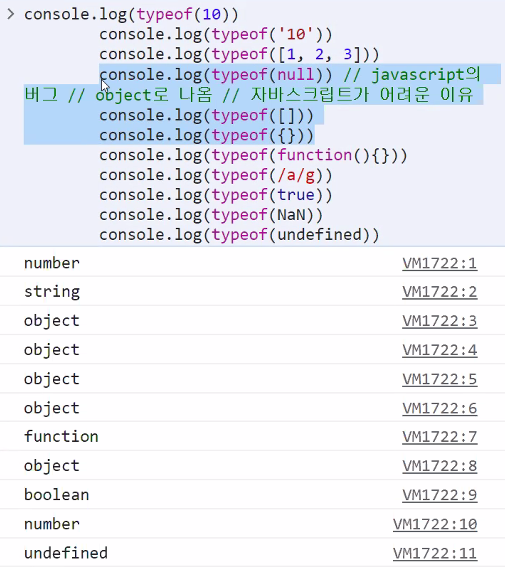 > console.log(typeof(10))
console.log(typeof('10'))
console.log(typeof([1, 2, 3]))
console.log(typeof(null)) // javascript의
버그 // object로 나옴 // 자바스크립트가 어려운 이유
console.log(typeof([]))
console.log(typeof({}))
console.log(typeof(function(){}))
console.log(typeof(/a/g))
console.log(typeof(true))
console.log(typeof(NaN))
console.log(typeof(undefined))
number VM1722:1
string VM1722:2
object VM1722:3
object VM1722:4
object VM1722:5
object VM1722:6
function VM1722:7
object VM1722:8
boolean VM1722:9
number VM1722:10
undefined VM1722:11